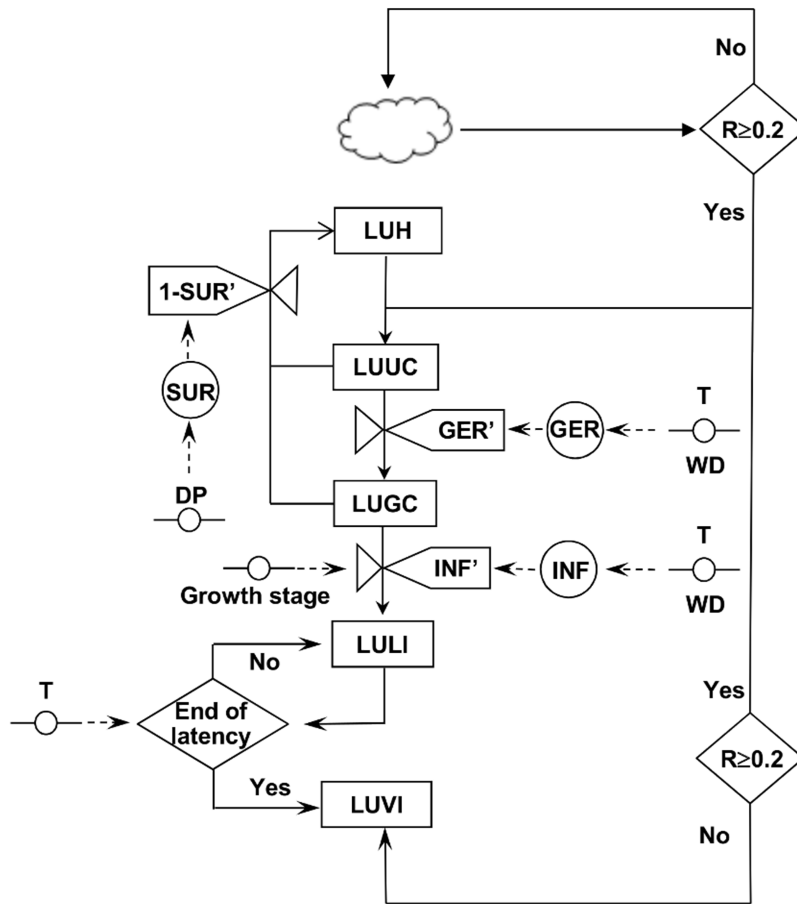 No
R≥0.2
Yes
LUH
1-SUR’
LUUC
SUR
T
GER’
GER
WD
DP
LUGC
T
INF’
INF
Growth stage
WD
LULI
No
Yes
T
End of
latency
R≥0.2
Yes
LUVI
No